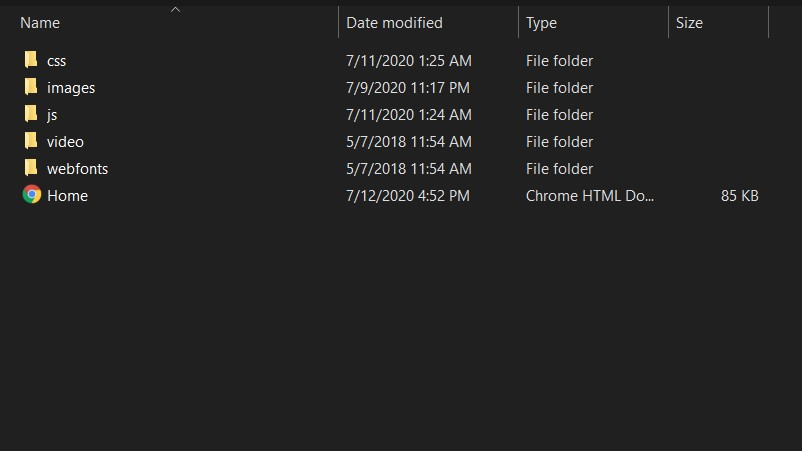 Name Date modified Type Size
css 7/11/2020 1:25 AM File folder
images 7/9/2020 11:17 PM File folder
js 7/11/2020 1:24 AM File folder
video 5/7/2018 11:54 AM File folder
webfonts 5/7/2018 11:54 AM File folder
Home 7/12/2020 4:52 PM Chrome HTML Do... 85 KB